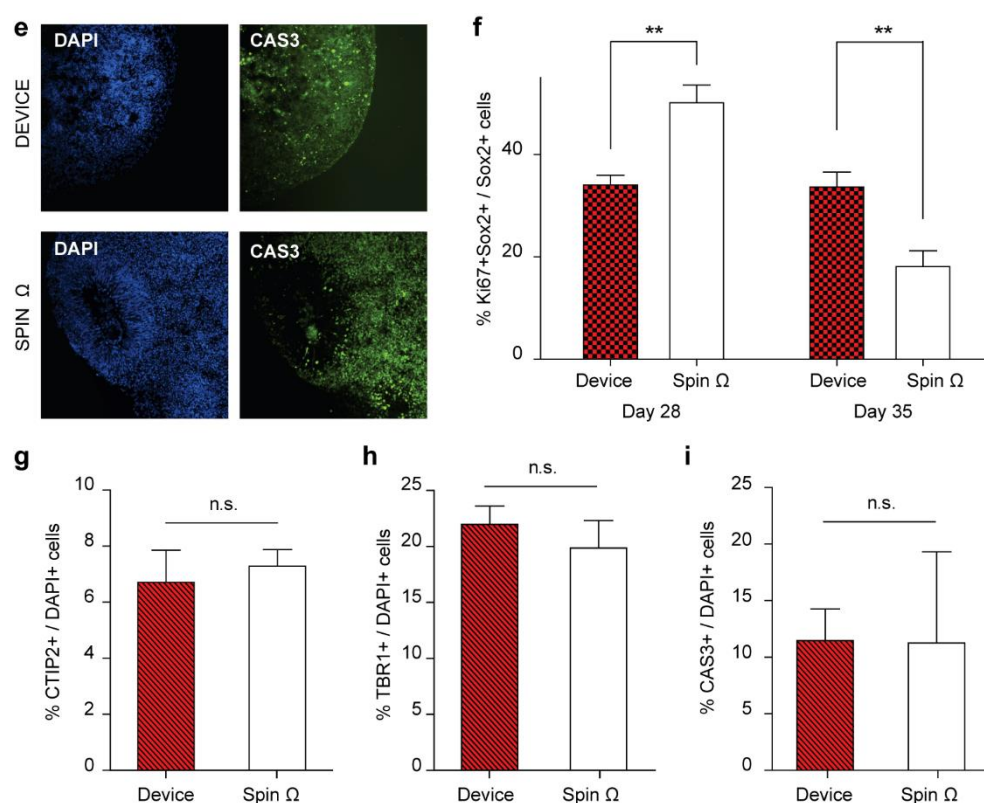 e
DAPI
CAS3
DEVICE
DAPI
CAS3
SPIN Ω
f
**
**
% Ki67+Sox2+ / Sox2+ cells
40
20
0
Device
Spin Ω
Device
Spin Ω
Day 28
Day 35
g
n.s.
% CTIP2+ / DAPI+ cells
10
8
6
4
2
0
Device
Spin Ω
h
n.s.
% TBR1+ / DAPI+ cells
25
20
15
10
5
0
Device
Spin Ω
i
n.s.
% CAS3+ / DAPI+ cells
25
20
15
10
5
0
Device
Spin Ω